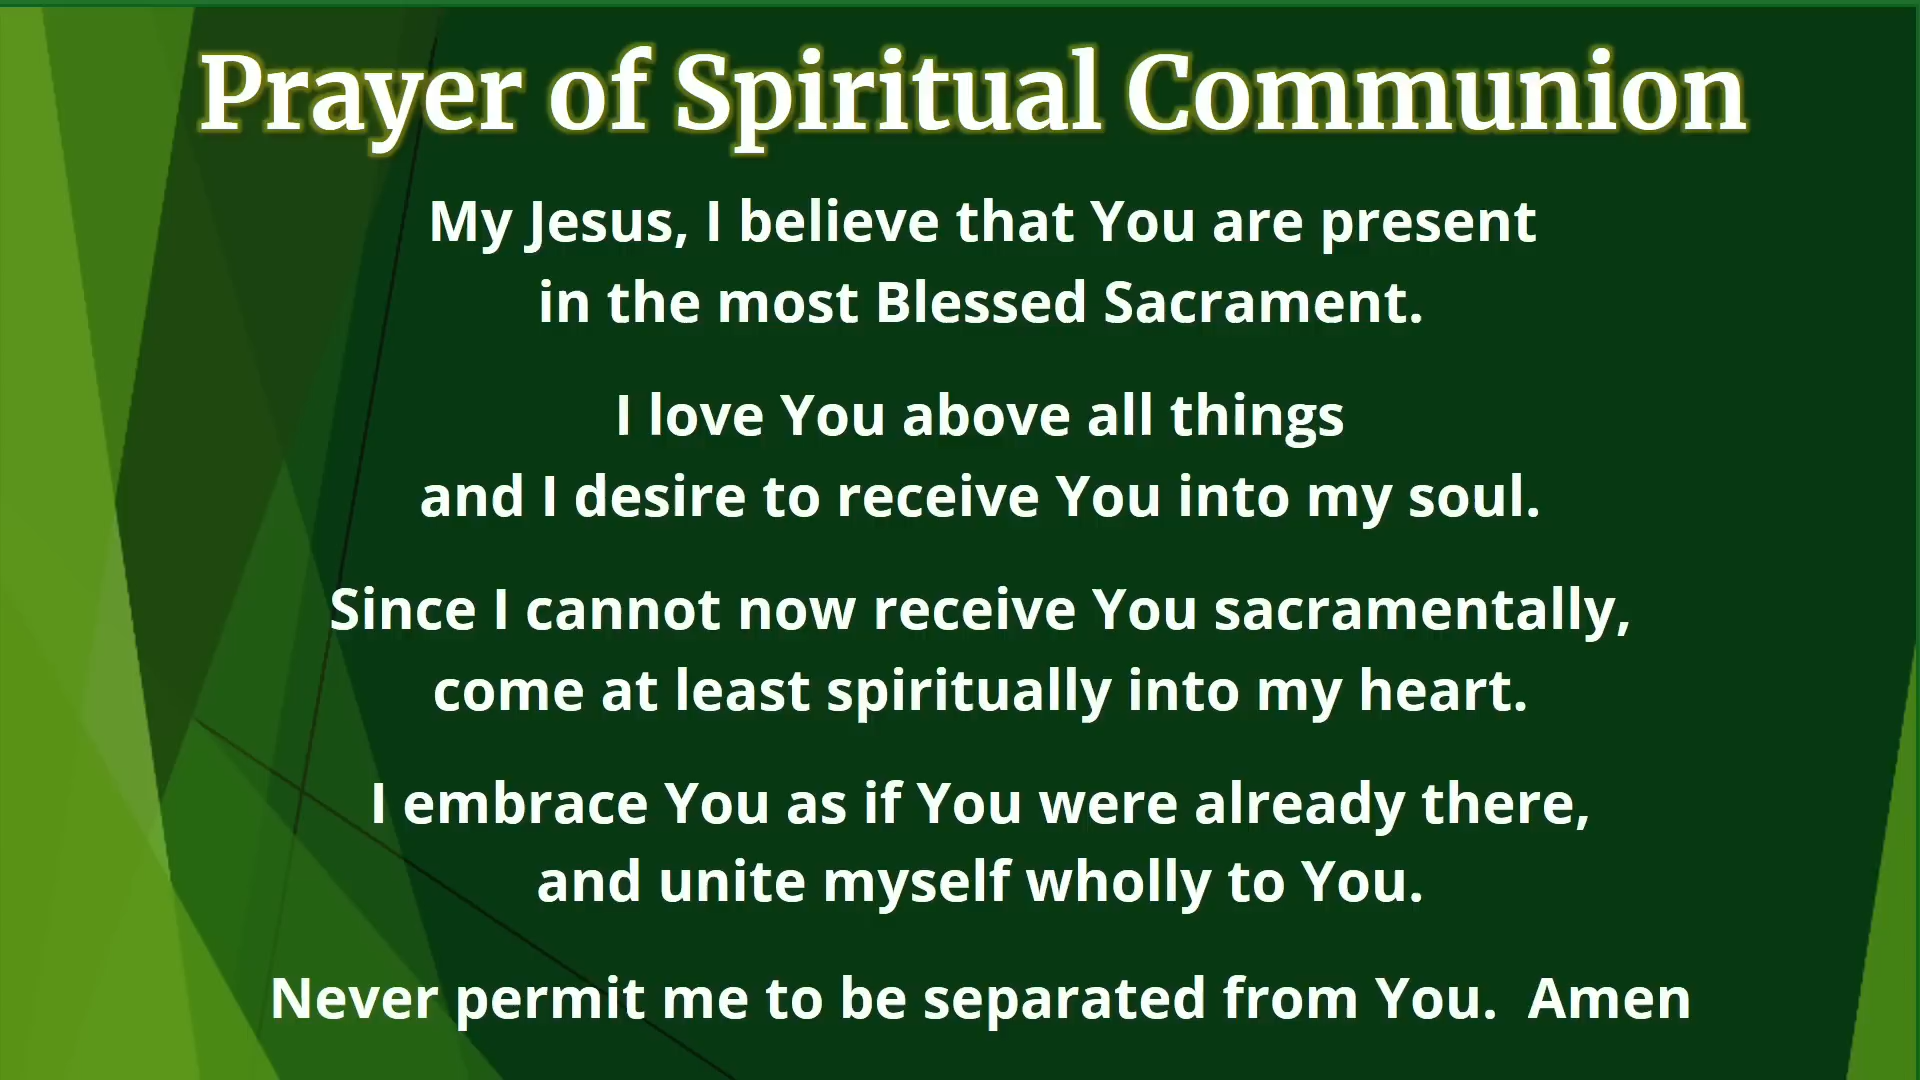 Prayer of Spiritual Communion
My Jesus, I believe that You are present
in the most Blessed Sacrament.
I love You above all things
and I desire to receive You into my soul.
Since I cannot now receive You sacramentally,
come at least spiritually into my heart.
I embrace You as if You were already there,
and unite myself wholly to You.
Never permit me to be separated from You.  Amen